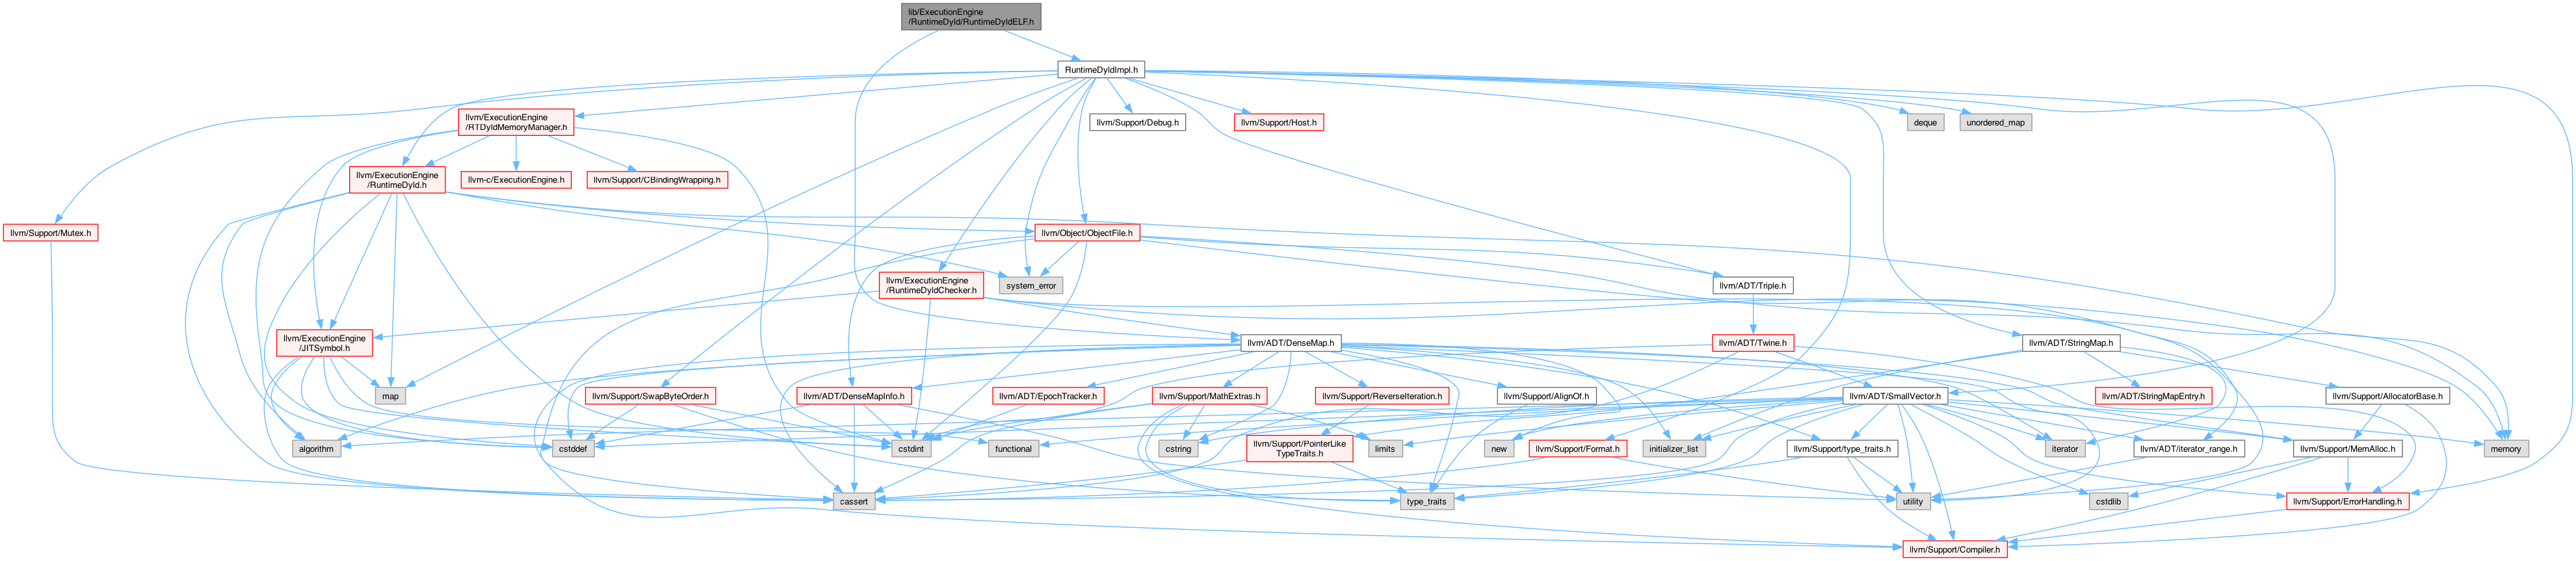 lib/ExecutionEngine
/RuntimeDyld/RuntimeDyldELF.h
RuntimeDyldImpl.h
llvm/ExecutionEngine
/RTDyldMemoryManager.h
llvm/Support/Debug.h
llvm/Support/Host.h
deque
unordered_map
llvm/ExecutionEngine
/RuntimeDyld.h
llvm-c/ExecutionEngine.h
llvm/Support/CBindingWrapping.h
llvm/Support/Mutex.h
llvm/Object/ObjectFile.h
llvm/ExecutionEngine
/RuntimeDyldChecker.h
system_error
llvm/ADT/Triple.h
llvm/ExecutionEngine
/JITSymbol.h
llvm/ADT/DenseMap.h
llvm/ADT/Twine.h
llvm/ADT/StringMap.h
map
llvm/Support/SwapByteOrder.h
llvm/ADT/DenseMapInfo.h
llvm/ADT/EpochTracker.h
llvm/Support/MathExtras.h
llvm/Support/ReverseIteration.h
llvm/Support/AlignOf.h
llvm/ADT/SmallVector.h
llvm/ADT/StringMapEntry.h
llvm/Support/AllocatorBase.h
algorithm
cstddef
cstdint
functional
cstring
llvm/Support/PointerLike
TypeTraits.h
limits
new
llvm/Support/Format.h
initializer_list
llvm/Support/type_traits.h
iterator
llvm/ADT/iterator_range.h
llvm/Support/MemAlloc.h
memory
cassert
type_traits
utility
cstdlib
llvm/Support/ErrorHandling.h
llvm/Support/Compiler.h